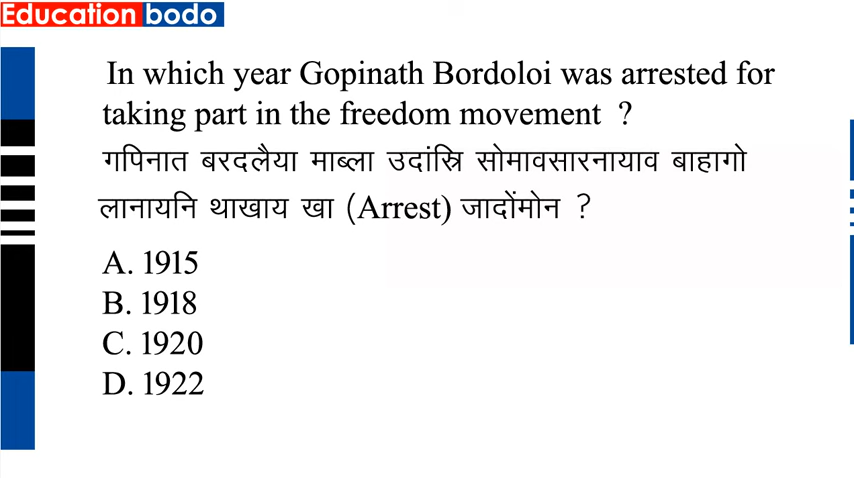 Education bodo
In which year Gopinath Bordoloi was arrested for
taking part in the freedom movement ?
गपिनात बरदलैया माब्ला उदांस्रि सोमावसारनायाव बाहागो
लानायनि थाखाय खा (Arrest) जादोंमोन ?
A. 1915
B. 1918
C. 1920
D. 1922